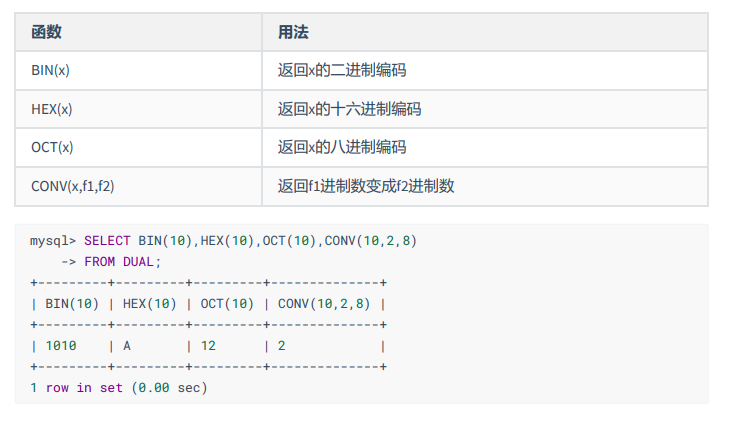 函数 用法
BIN(x) 返回x的二进制编码
HEX(x) 返回x的十六进制编码
OCT(x) 返回x的八进制编码
CONV(x,f1,f2) 返回f1进制数变成f2进制数
mysql> SELECT BIN(10),HEX(10),OCT(10),CONV(10,2,8)
    -> FROM DUAL;
+---------+---------+---------+--------------+
| BIN(10) | HEX(10) | OCT(10) | CONV(10,2,8) |
+---------+---------+---------+--------------+
| 1010    | A       | 12      | 2            |
+---------+---------+---------+--------------+
1 row in set (0.00 sec)